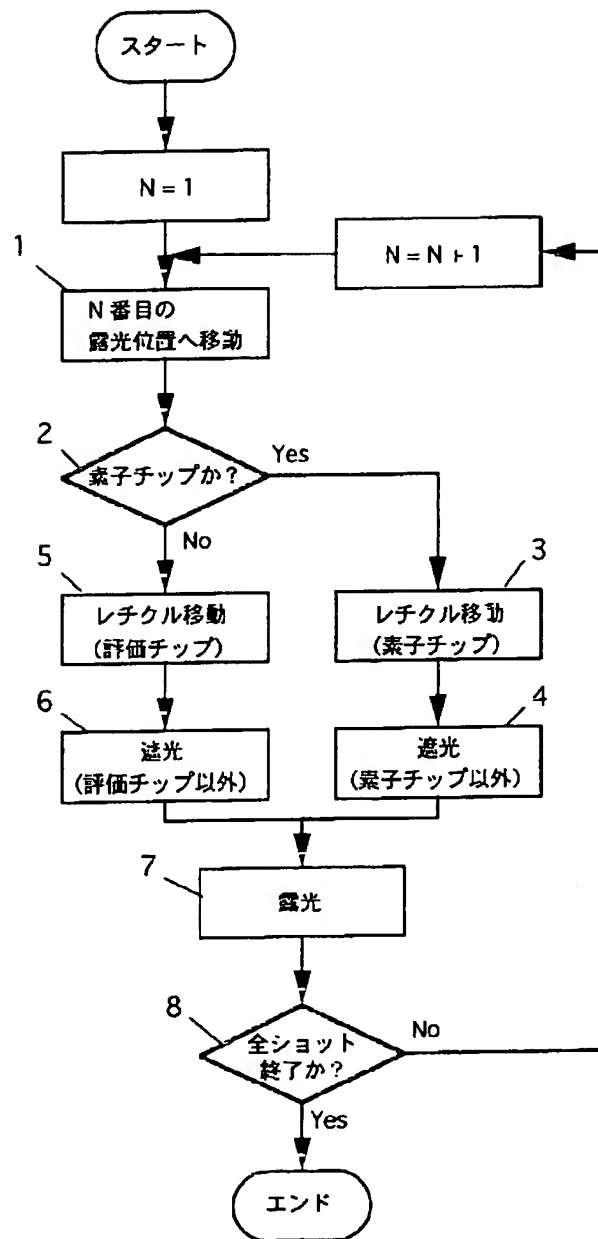 スタート
N = 1
1
N = N + 1
N 番目の
露光位置へ移動
2
素子チップか?
Yes
No
5
レチクル移動
(評価チップ)
3
レチクル移動
(素子チップ)
6
遮光
(評価チップ以外)
4
遮光
(素子チップ以外)
7
露光
8
全ショット
終了か?
No
Yes
エンド